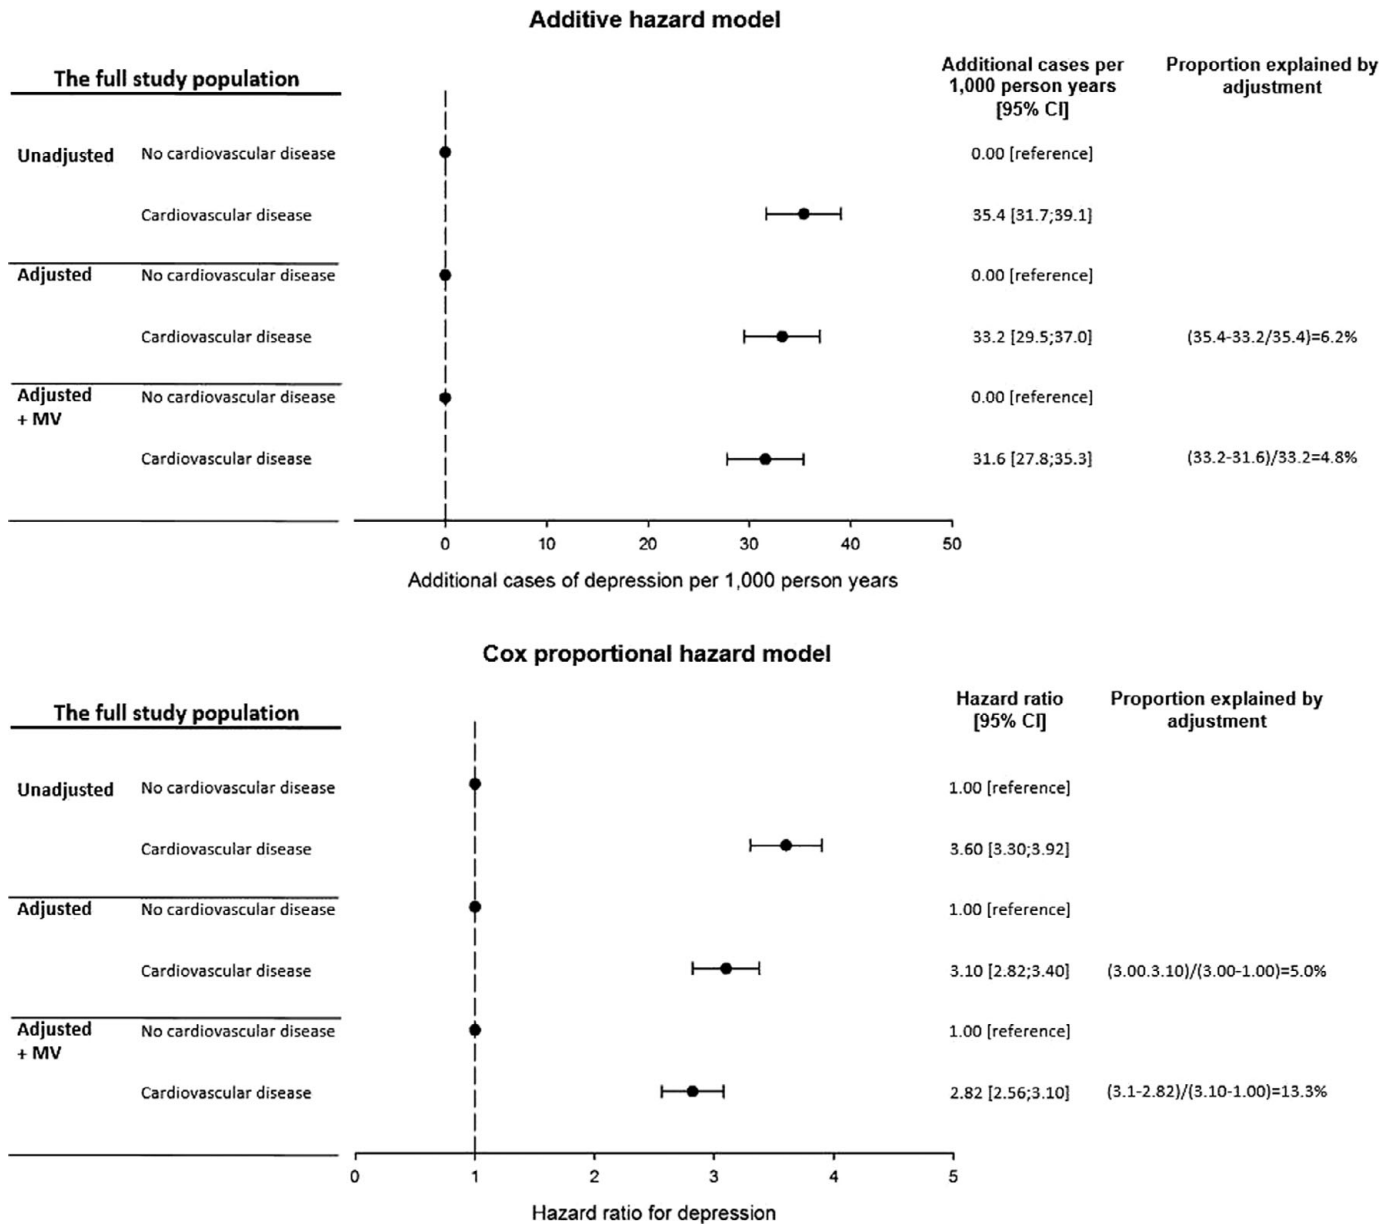 Additive hazard model
The full study population
Additional cases per
1,000 person years
[95% CI]
Proportion explained by
adjustment
Unadjusted No cardiovascular disease 0.00 [reference]
Cardiovascular disease 35.4 [31.7;39.1]
Adjusted No cardiovascular disease 0.00 [reference]
Cardiovascular disease 33.2 [29.5;37.0] (35.4-33.2/35.4)=6.2%
Adjusted
+ MV
No cardiovascular disease 0.00 [reference]
Cardiovascular disease 31.6 [27.8;35.3] (33.2-31.6)/33.2=4.8%
0 10 20 30 40 50
Additional cases of depression per 1,000 person years
Cox proportional hazard model
The full study population
Hazard ratio
[95% CI]
Proportion explained by
adjustment
Unadjusted No cardiovascular disease 1.00 [reference]
Cardiovascular disease 3.60 [3.30;3.92]
Adjusted No cardiovascular disease 1.00 [reference]
Cardiovascular disease 3.10 [2.82;3.40] (3.00.3.10)/(3.00-1.00)=5.0%
Adjusted
+ MV
No cardiovascular disease 1.00 [reference]
Cardiovascular disease 2.82 [2.56;3.10] (3.1-2.82)/(3.10-1.00)=13.3%
0 1 2 3 4 5
Hazard ratio for depression